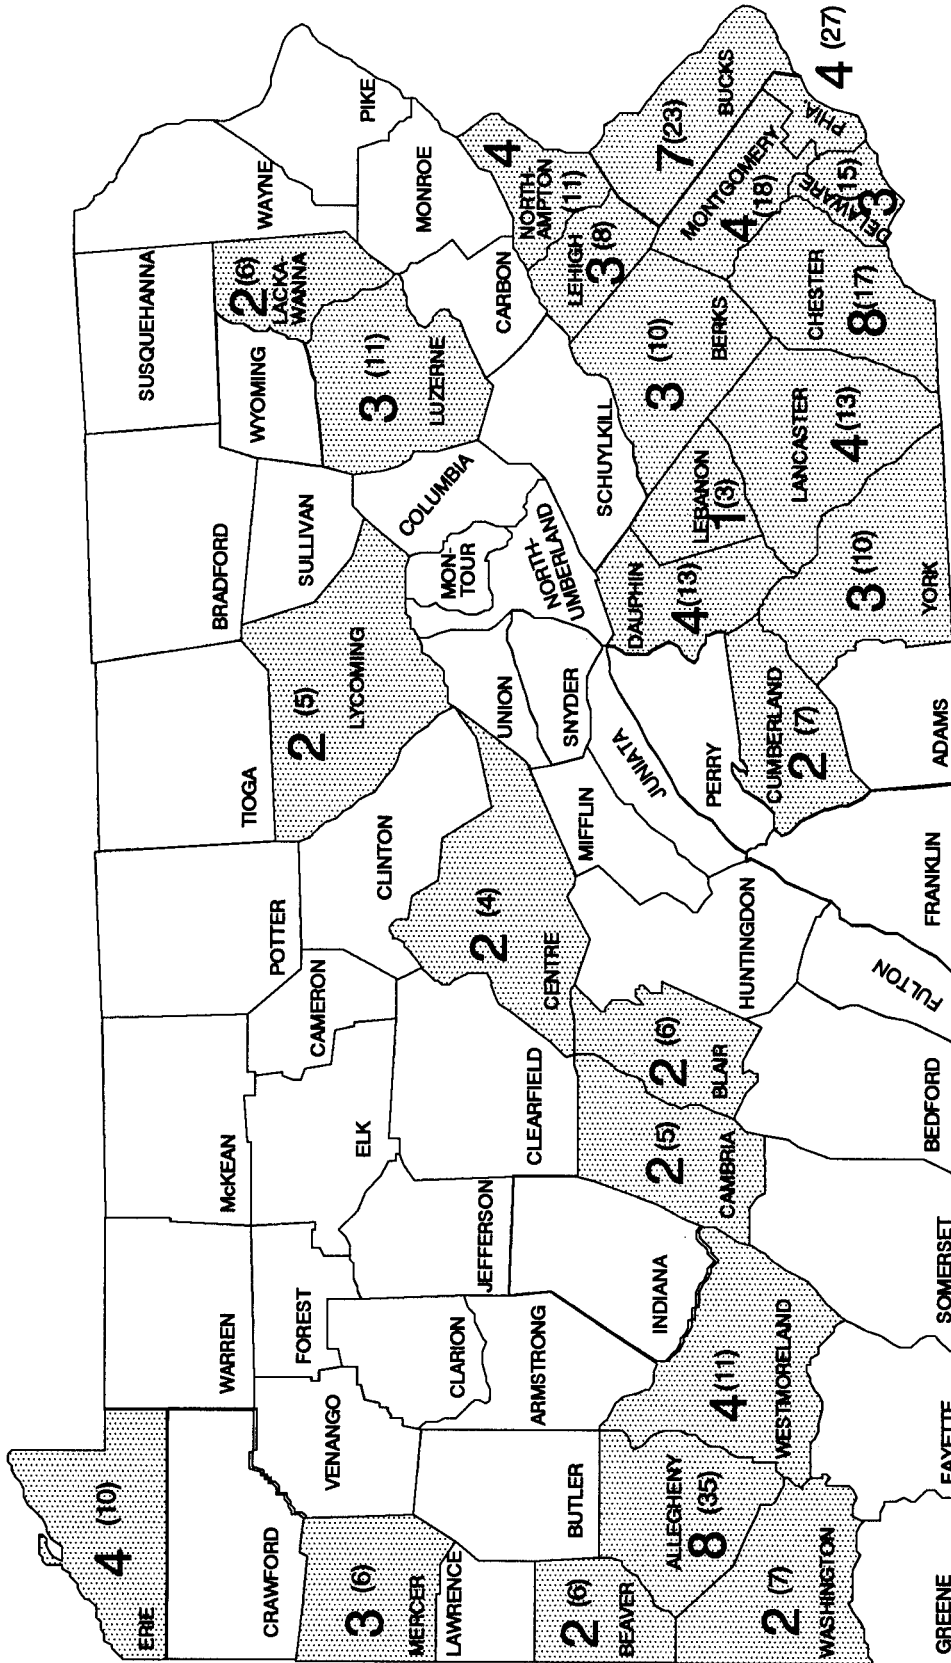 ERIE
4 (10)
CRAWFORD
WARREN
McKEAN
POTTER
TIOGA
BRADFORD
SUSQUEHANNA
WAYNE
PIKE
MERCER
3 (6)
VENANGO
FOREST
ELK
CAMERON
CLINTON
LYCOMING
2 (5)
SULLIVAN
WYOMING
2 (6)
LACKA-
WANNA
3 (11)
LUZERNE
MONROE
LAWRENCE
BUTLER
CLARION
JEFFERSON
ARMSTRONG
CLEARFIELD
2 (4)
CENTRE
UNION
SNYDER
MON-
TOUR
COLUMBIA
NORTH-
UMBERLAND
CARBON
SCHUYLKILL
NORTH
AMPTON
4
(11)
LEHIGH
3 (8)
2 (6)
BEAVER
ALLEGHENY
8 (35)
4 (11)
WESTMORELAND
INDIANA
2 (5)
CAMBRIA
2 (6)
BLAIR
HUNTINGDON
MIFFLIN
JUNIATA
PERRY
DAUPHIN
4 (13)
LEBANON
1 (3)
3 (10)
BERKS
7 (23)
BUCKS
MONTGOMERY
4 (18)
PHIA
4 (27)
DEL
AWARE
(15)
3
2 (7)
WASHINGTON
GREENE
FAYETTE
SOMERSET
BEDFORD
FULTON
FRANKLIN
CUMBERLAND
2 (7)
ADAMS
3 (10)
YORK
LANCASTER
4 (13)
CHESTER
8 (17)